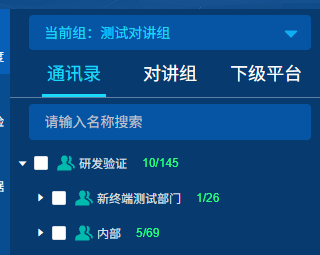 当前组：测试对讲组
通讯录 对讲组 下级平台
请输入名称搜索
研发验证 10/145
新终端测试部门 1/26
内部 5/69